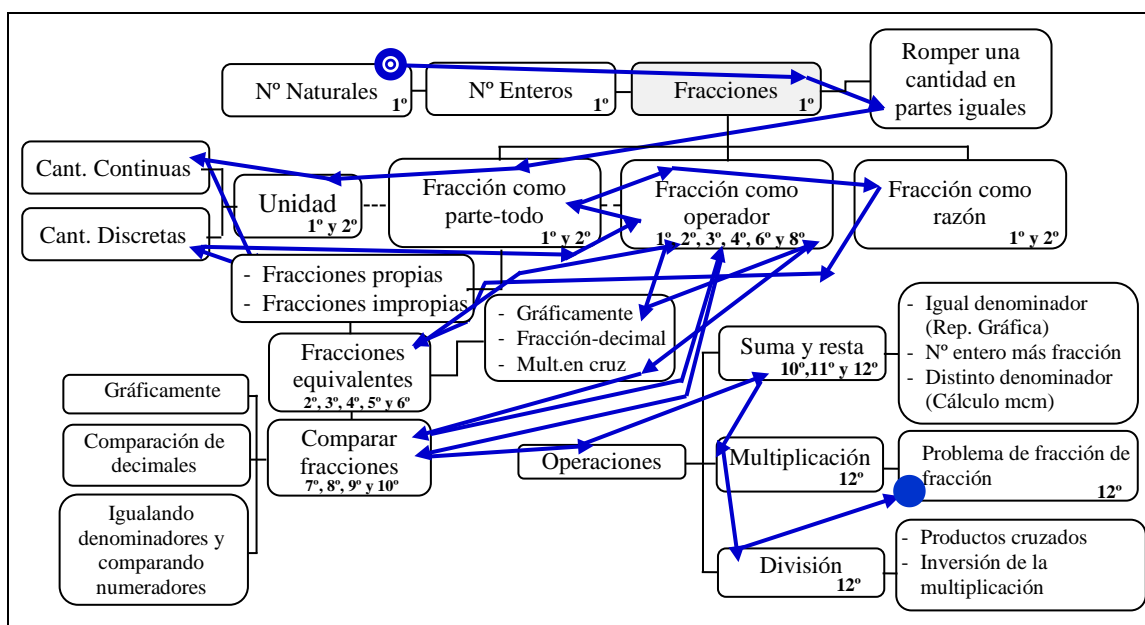 Nº Naturales
1º
Nº Enteros
1º
Fracciones
1º
Romper una
cantidad en
partes iguales
Cant. Continuas
Cant. Discretas
Unidad
1º y 2º
Fracción como
parte-todo
1º y 2º
Fracción como
operador
1º, 2º, 3º, 4º, 6º y 8º
Fracción como
razón
1º y 2º
- Fracciones propias
- Fracciones impropias
- Gráficamente
- Fracción-decimal
- Mult.en cruz
Fracciones
equivalentes
2º, 3º, 4º, 5º y 6º
Comparar
fracciones
7º, 8º, 9º y 10º
Gráficamente
Comparación de
decimales
Igualando
denominadores y
comparando
numeradores
Operaciones
Suma y resta
10º,11º y 12º
- Igual denominador
(Rep. Gráfica)
- Nº entero más fracción
- Distinto denominador
(Cálculo mcm)
Multiplicación
12º
Problema de fracción de
fracción
12º
División
12º
- Productos cruzados
- Inversión de la
multiplicación